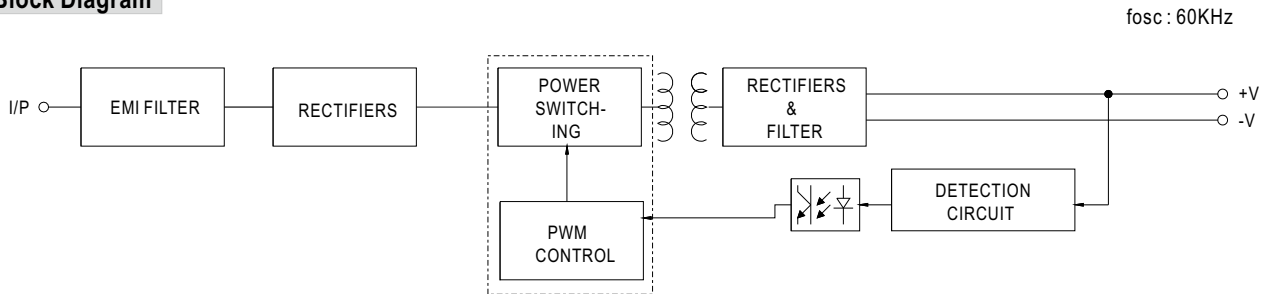 Block Diagram
fosc : 60KHz
I/P
EMI FILTER
RECTIFIERS
POWER
SWITCH-
ING
RECTIFIERS
&
FILTER
+V
-V
DETECTION
CIRCUIT
PWM
CONTROL